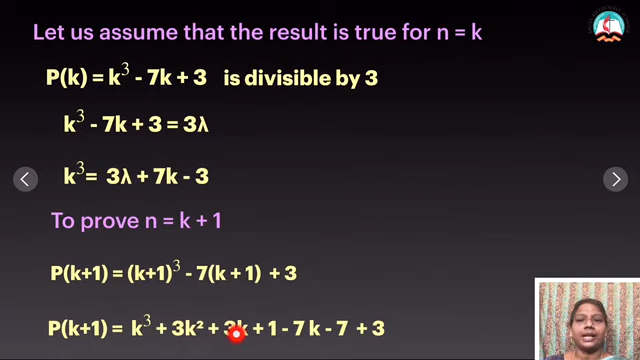 Let us assume that the result is true for n = k
P(k) = k³ - 7k + 3 is divisible by 3
k³ - 7k + 3 = 3λ
k³ = 3λ + 7k - 3
To prove n = k + 1
P(k+1) = (k+1)³ - 7(k + 1) + 3
P(k+1) = k³ + 3k² + 3k + 1 - 7 k - 7 + 3